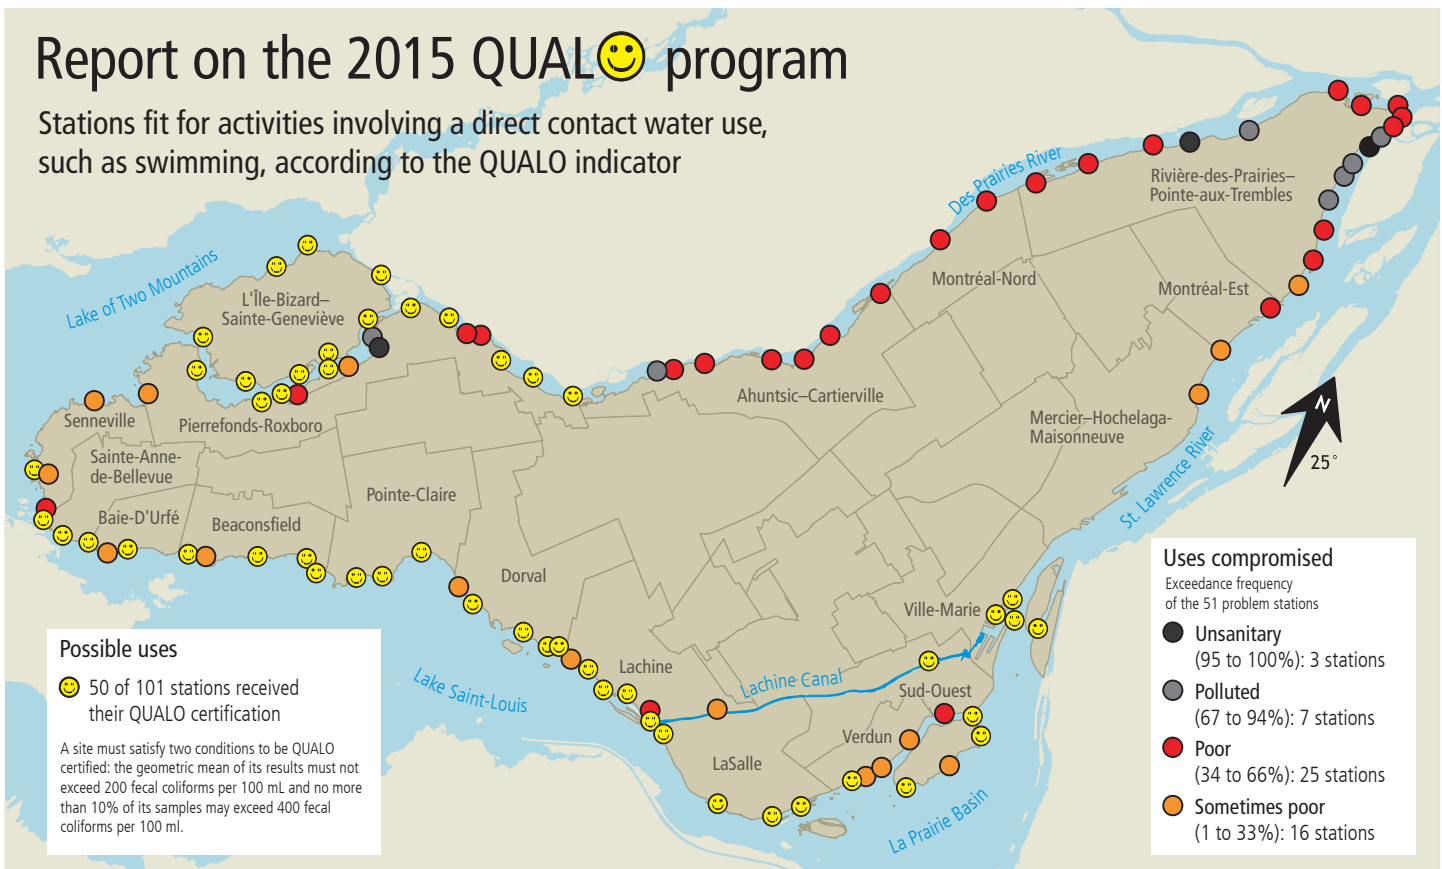 Report on the 2015 QUAL program
Stations fit for activities involving a direct contact water use,
such as swimming, according to the QUALO indicator
Des Prairies River
Rivière-des-Prairies–
Pointe-aux-Trembles
Lake of Two Mountains
L'Île-Bizard–
Sainte-Geneviève
Montréal-Nord
Montréal-Est
Ahuntsic–Cartierville
Mercier–Hochelaga-
Maisonneuve
Senneville
Pierrefonds-Roxboro
N
25°
St. Lawrence River
Sainte-Anne-
de-Bellevue
Pointe-Claire
Baie-D'Urfé
Beaconsfield
Dorval
Ville-Marie
Lachine
Lachine Canal
Sud-Ouest
Lake Saint-Louis
Verdun
LaSalle
La Prairie Basin
Possible uses
50 of 101 stations received
their QUALO certification
A site must satisfy two conditions to be QUALO
certified: the geometric mean of its results must not
exceed 200 fecal coliforms per 100 mL and no more
than 10% of its samples may exceed 400 fecal
coliforms per 100 ml.
Uses compromised
Exceedance frequency
of the 51 problem stations
Unsanitary
(95 to 100%): 3 stations
Polluted
(67 to 94%): 7 stations
Poor
(34 to 66%): 25 stations
Sometimes poor
(1 to 33%): 16 stations